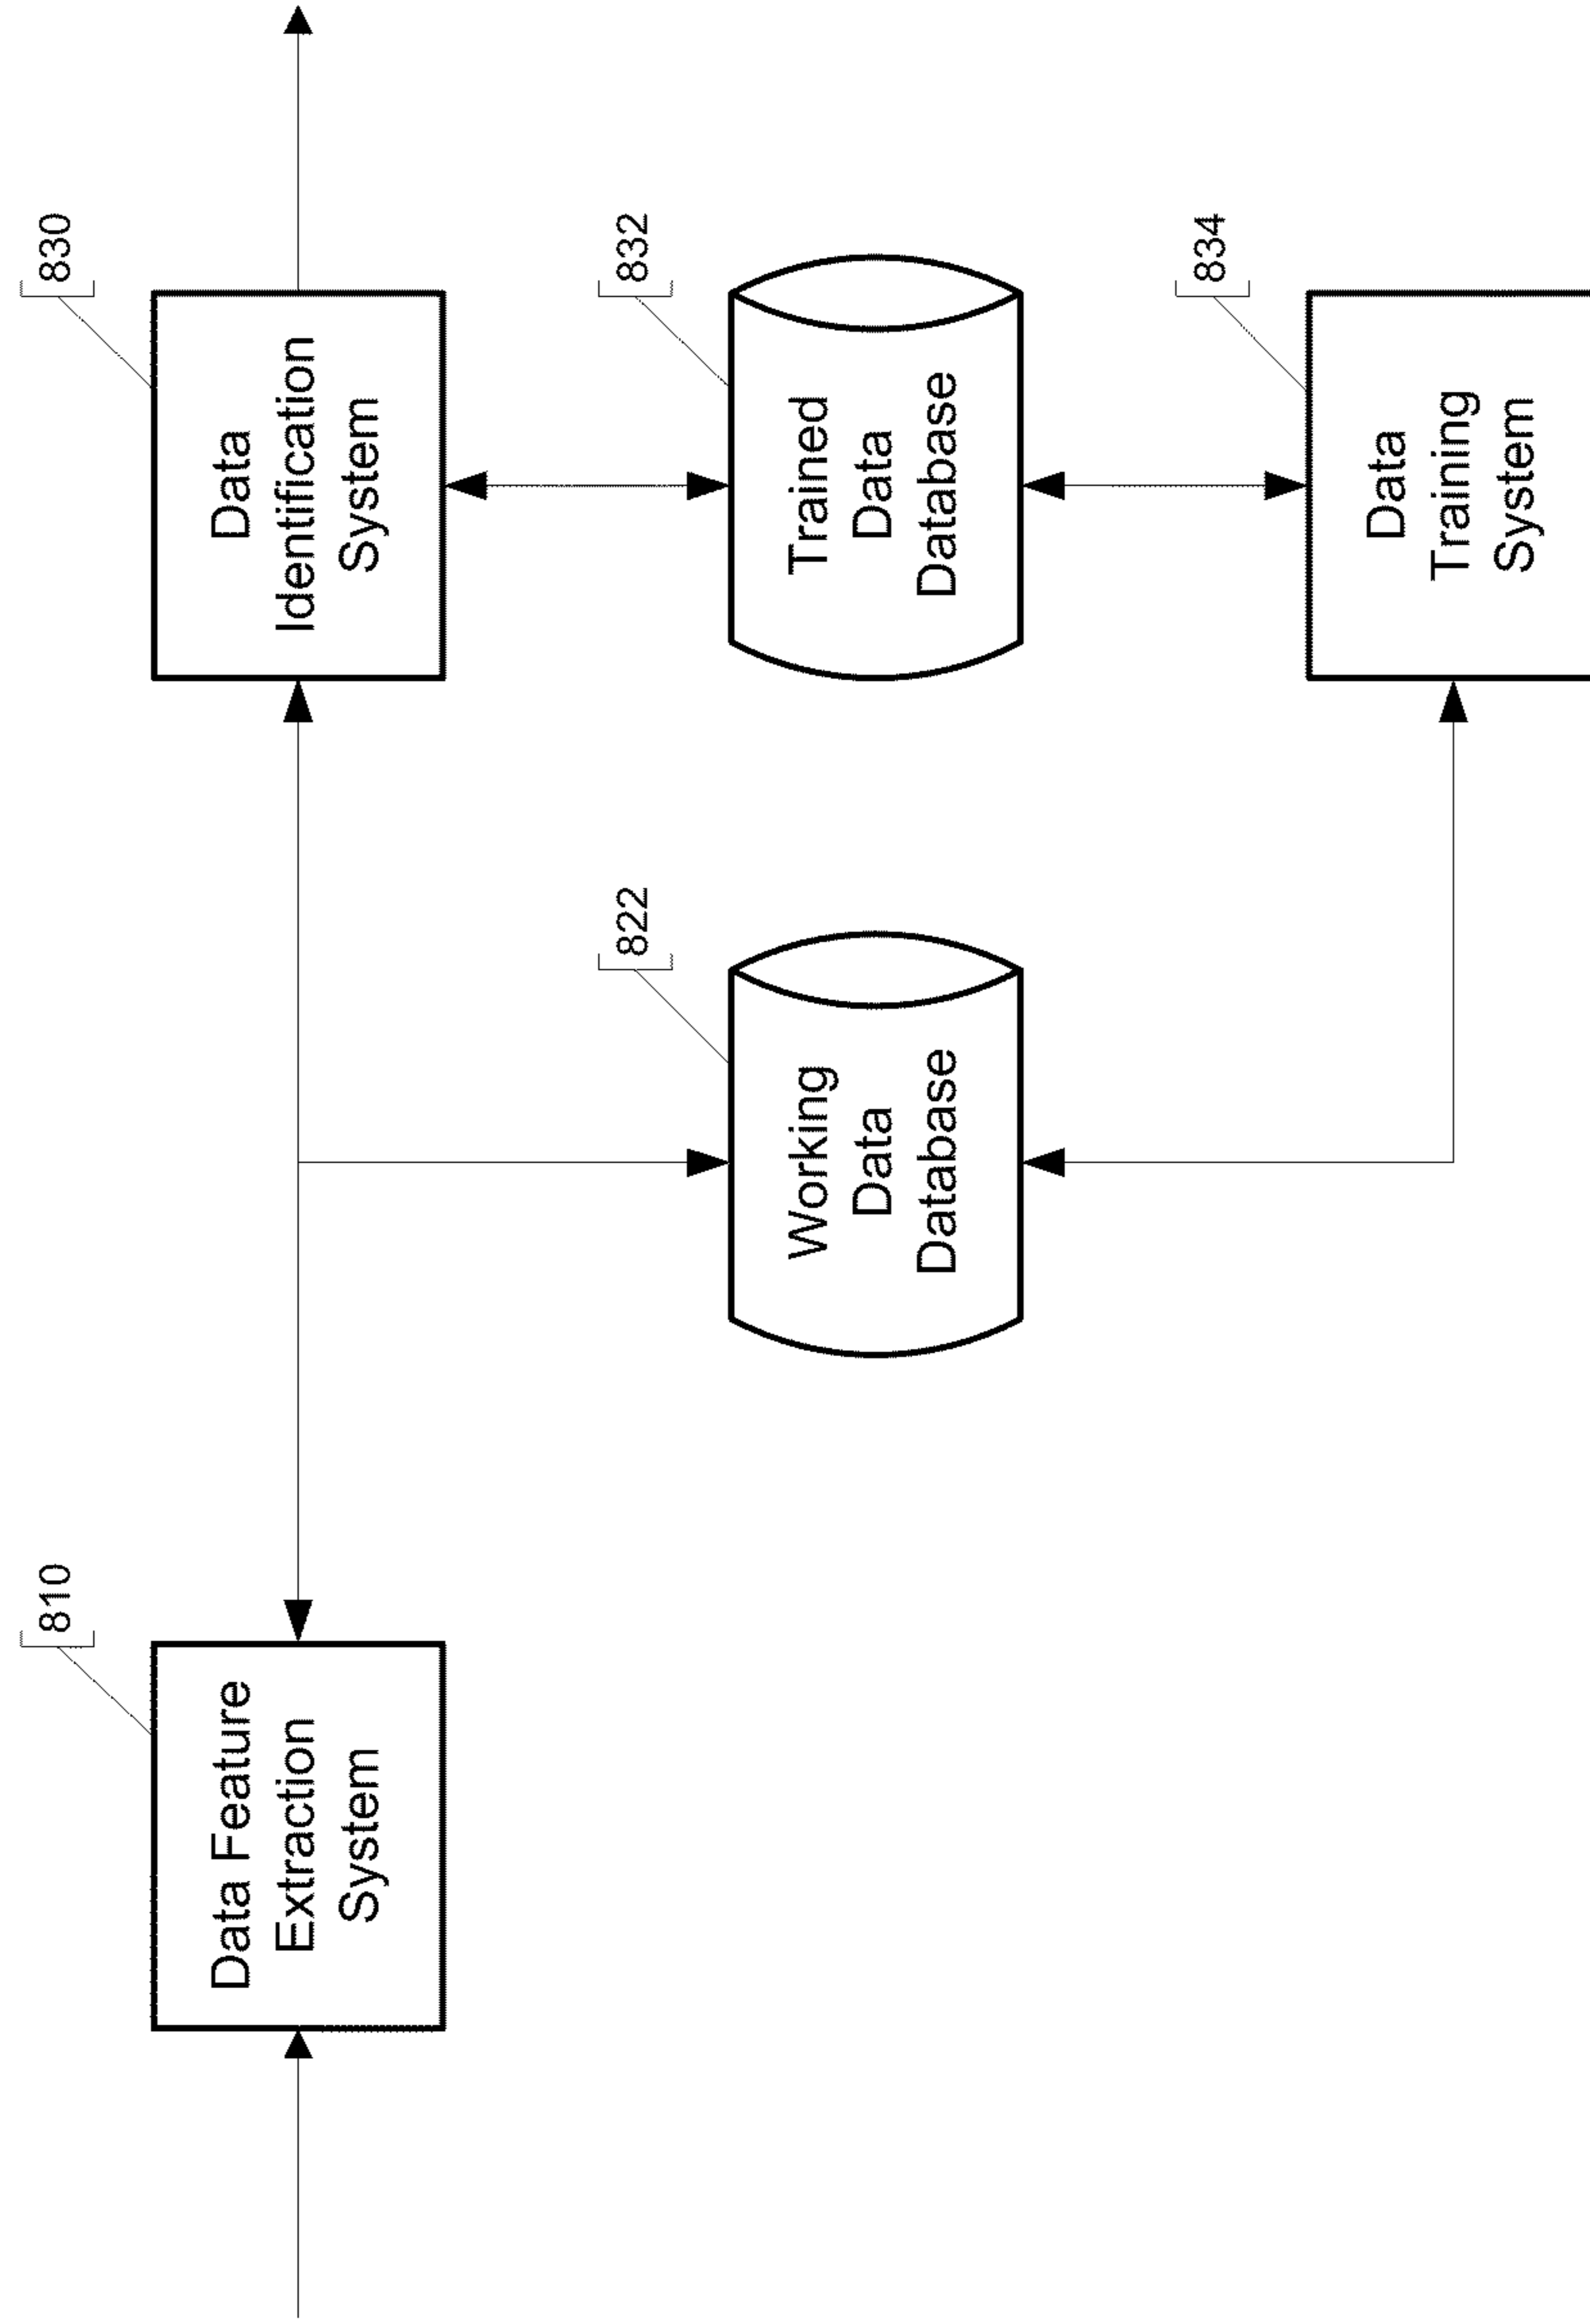 810
Data Feature
Extraction
System
822
Working
Data
Database
830
Data
Identification
System
832
Trained
Data
Database
834
Data
Training
System